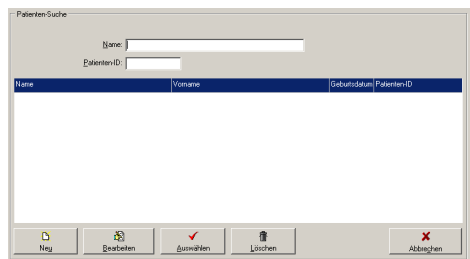 Patienten-Suche
Name:
Patienten-ID:
Name Vorname Geburtsdatum Patienten-ID
Neu Bearbeiten Auswählen Löschen Abbrechen